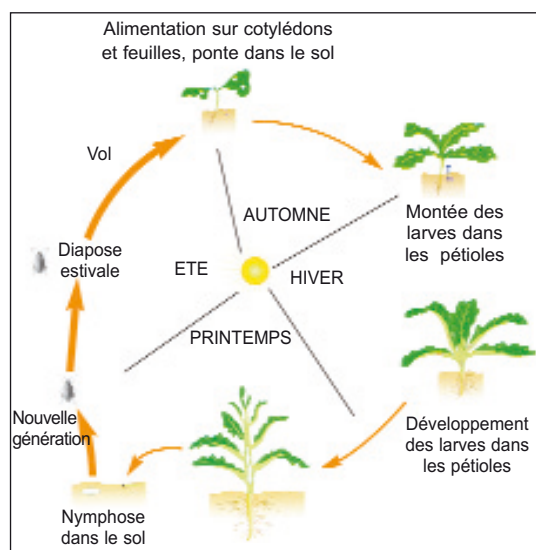 Alimentation sur cotylédons
et feuilles, ponte dans le sol
Vol
AUTOMNE
Montée des
larves dans
les pétioles
Diapose
estivale
ETE
HIVER
PRINTEMPS
Nouvelle
génération
Développement
des larves dans
les pétioles
Nymphose
dans le sol